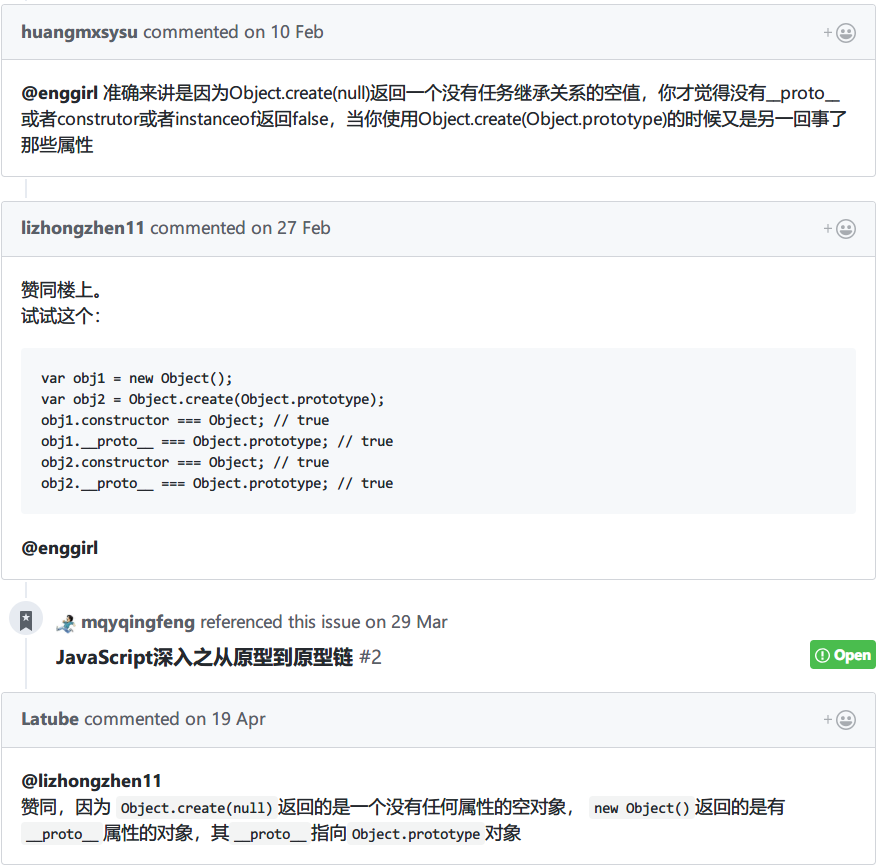 huangmxsysu commented on 10 Feb
@enggirl 准确来讲是因为Object.create(null)返回一个没有任务继承关系的空值，你才觉得没有__proto__
或者construtor或者instanceof返回false，当你使用Object.create(Object.prototype)的时候又是另一回事了
那些属性
lizhongzhen11 commented on 27 Feb
赞同楼上。
试试这个：
var obj1 = new Object();
var obj2 = Object.create(Object.prototype);
obj1.constructor === Object; // true
obj1.__proto__ === Object.prototype; // true
obj2.constructor === Object; // true
obj2.__proto__ === Object.prototype; // true
@enggirl
mqyqingfeng referenced this issue on 29 Mar
JavaScript深入之从原型到原型链 #2
Open
Latube commented on 19 Apr
@lizhongzhen11
赞同，因为 Object.create(null) 返回的是一个没有任何属性的空对象， new Object() 返回的是有
__proto__ 属性的对象，其 __proto__ 指向 Object.prototype 对象